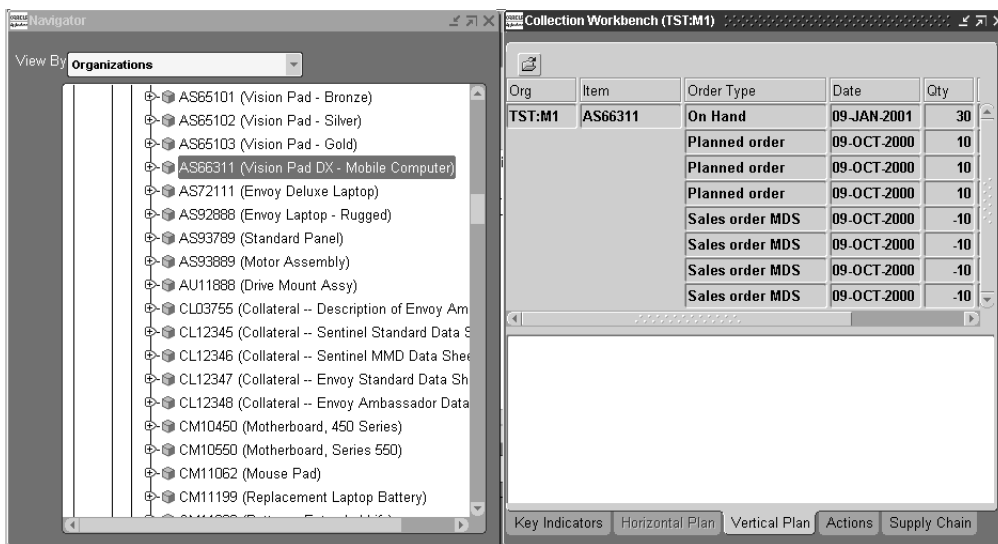 Navigator
View By Organizations
AS65101 (Vision Pad - Bronze)
AS65102 (Vision Pad - Silver)
AS65103 (Vision Pad - Gold)
AS66311 (Vision Pad DX - Mobile Computer)
AS72111 (Envoy Deluxe Laptop)
AS92888 (Envoy Laptop - Rugged)
AS93789 (Standard Panel)
AS93889 (Motor Assembly)
AU11888 (Drive Mount Assy)
CL03755 (Collateral -- Description of Envoy Am
CL12345 (Collateral -- Sentinel Standard Data S
CL12346 (Collateral -- Sentinel MMD Data She
CL12347 (Collateral -- Envoy Standard Data Sh
CL12348 (Collateral -- Envoy Ambassador Data
CM10450 (Motherboard, 450 Series)
CM10550 (Motherboard, Series 550)
CM11062 (Mouse Pad)
CM11199 (Replacement Laptop Battery)
Collection Workbench (TST:M1)
Org Item Order Type Date Qty
TST:M1 AS66311 On Hand 09-JAN-2001 30
Planned order 09-OCT-2000 10
Planned order 09-OCT-2000 10
Planned order 09-OCT-2000 10
Sales order MDS 09-OCT-2000 -10
Sales order MDS 09-OCT-2000 -10
Sales order MDS 09-OCT-2000 -10
Sales order MDS 09-OCT-2000 -10
Key Indicators Horizontal Plan Vertical Plan Actions Supply Chain